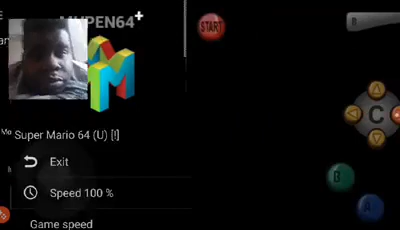 MUPEN64+
START
B
Super Mario 64 (U) [!]
Exit
C
Speed 100 %
B
A
Game speed